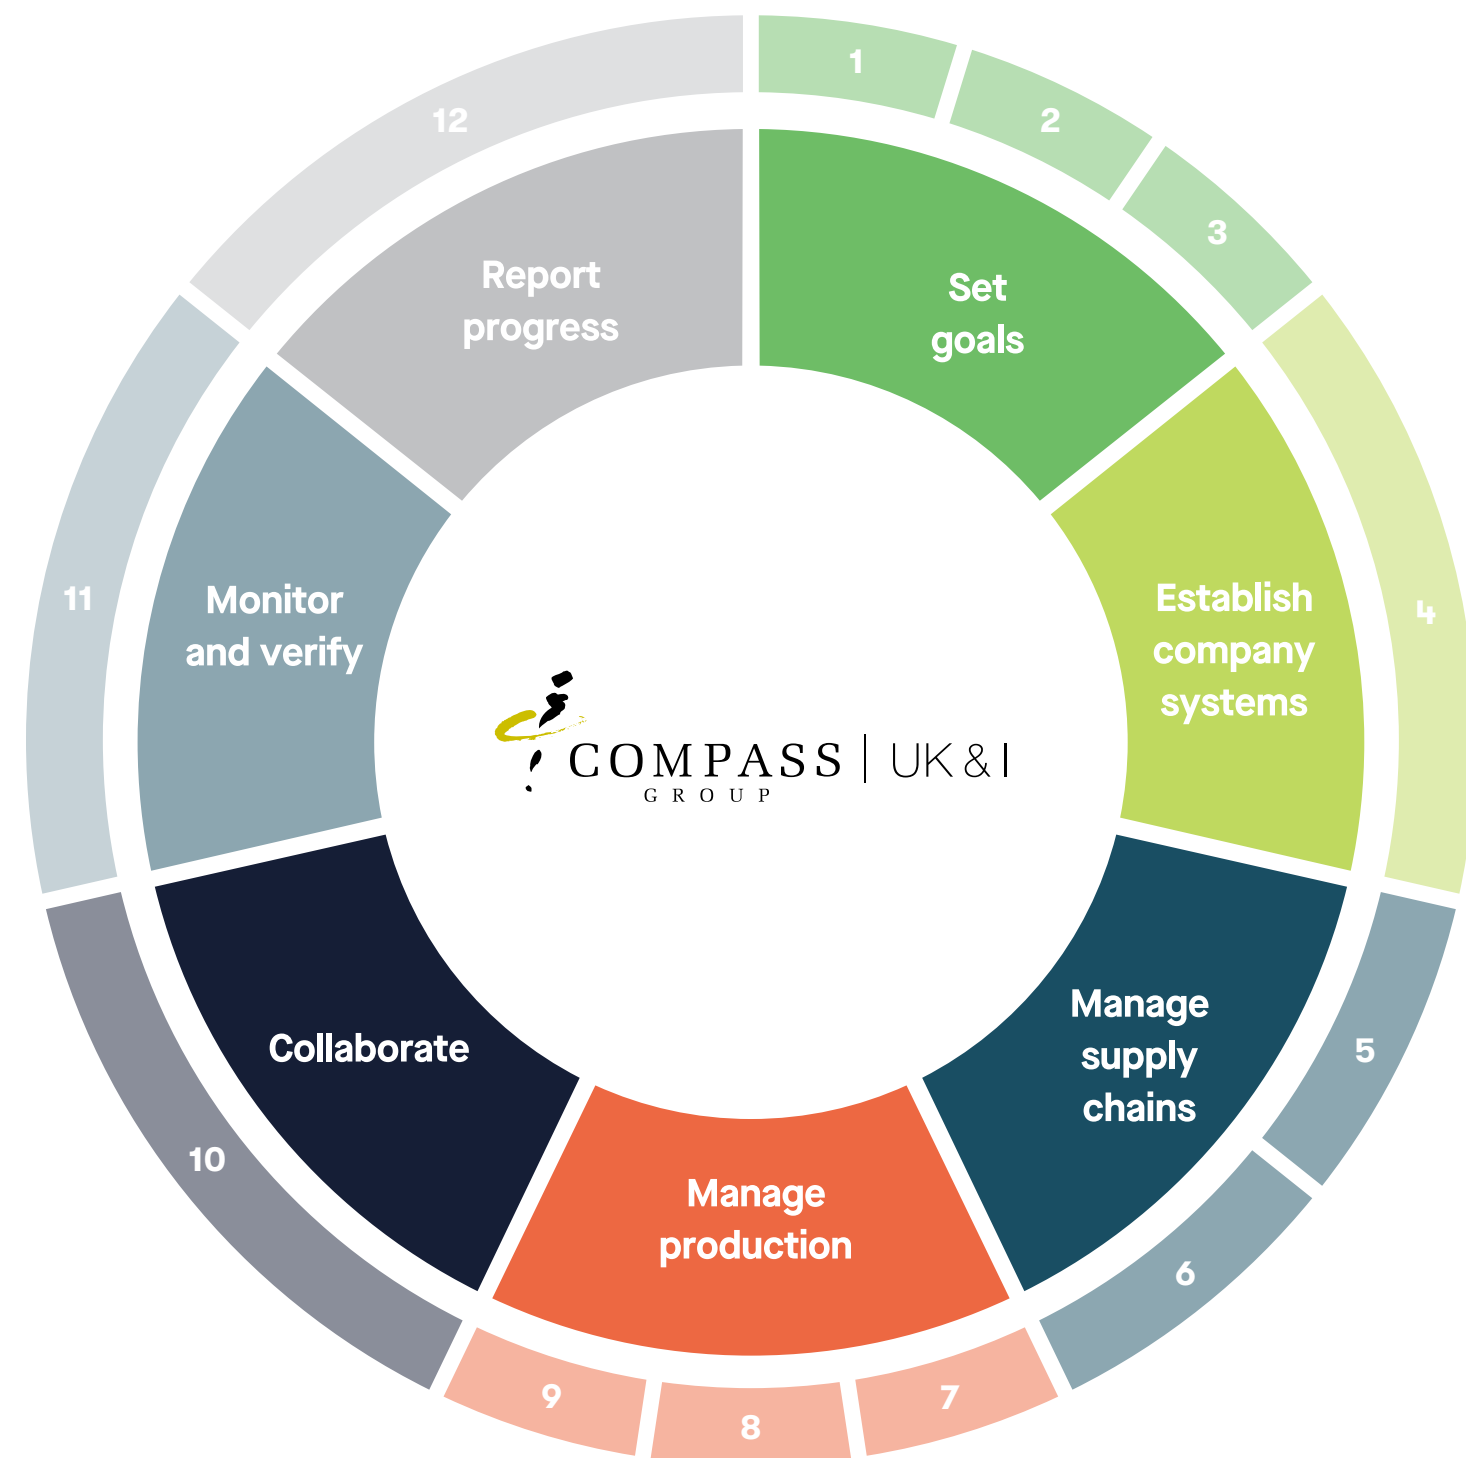 1
2
3
4
5
6
7
8
9
10
11
12
Set
goals
Establish
company
systems
Manage
supply
chains
Manage
production
Collaborate
Monitor
and verify
Report
progress
COMPASS | UK & I
GROUP